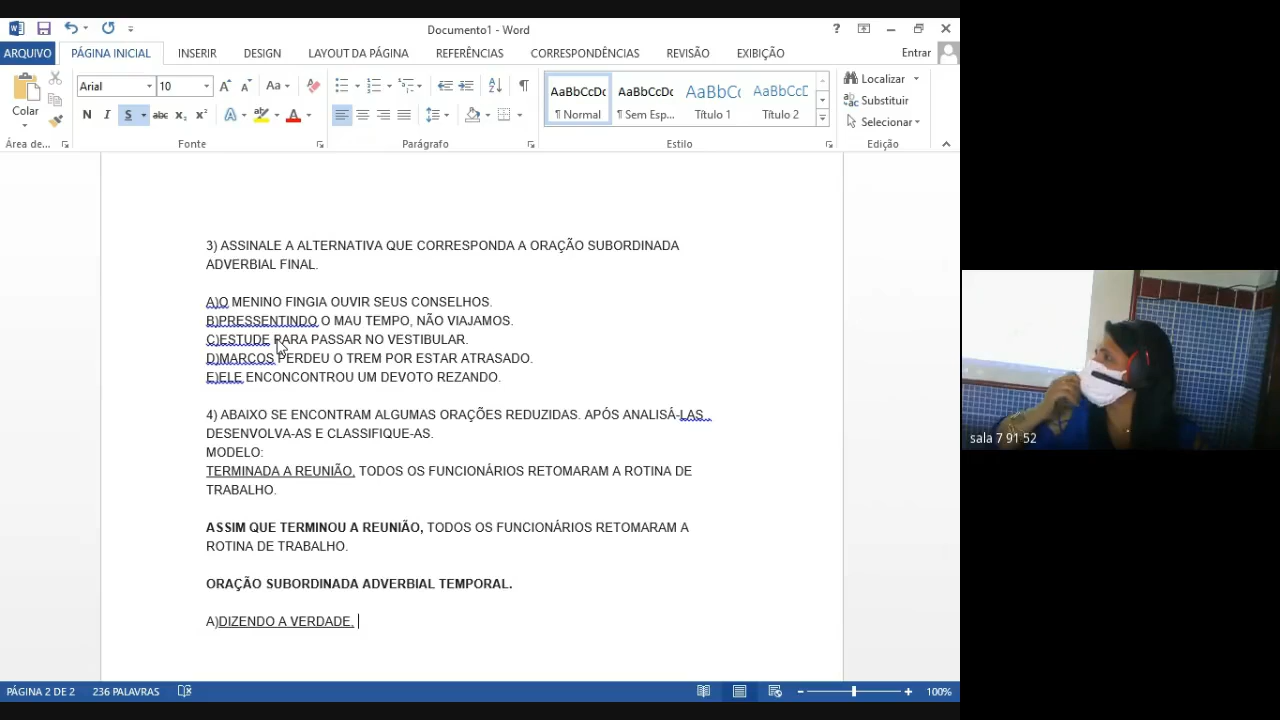 Documento1 - Word
?
ARQUIVO PÁGINA INICIAL INSERIR DESIGN LAYOUT DA PÁGINA REFERÊNCIAS CORRESPONDÊNCIAS REVISÃO EXIBIÇÃO Entrar
Colar
Arial 10 Aa
N I S abc x₂ x² A A
AaBbCcDc AaBbCcDc AaBbC AaBbCcC
¶ Normal ¶ Sem Esp... Título 1 Título 2
Localizar
Substituir
Selecionar
Área de... Fonte Parágrafo Estilo Edição
3) ASSINALE A ALTERNATIVA QUE CORRESPONDA A ORAÇÃO SUBORDINADA
ADVERBIAL FINAL.
A)O MENINO FINGIA OUVIR SEUS CONSELHOS.
B)PRESSENTINDO O MAU TEMPO, NÃO VIAJAMOS.
C)ESTUDE PARA PASSAR NO VESTIBULAR.
D)MARCOS PERDEU O TREM POR ESTAR ATRASADO.
E)ELE ENCONCONTROU UM DEVOTO REZANDO.
4) ABAIXO SE ENCONTRAM ALGUMAS ORAÇÕES REDUZIDAS. APÓS ANALISÁ-LAS ,
DESENVOLVA-AS E CLASSIFIQUE-AS.
MODELO:
TERMINADA A REUNIÃO, TODOS OS FUNCIONÁRIOS RETOMARAM A ROTINA DE
TRABALHO.
ASSIM QUE TERMINOU A REUNIÃO, TODOS OS FUNCIONÁRIOS RETOMARAM A
ROTINA DE TRABALHO.
ORAÇÃO SUBORDINADA ADVERBIAL TEMPORAL.
A)DIZENDO A VERDADE,
sala 7 91 52
PÁGINA 2 DE 2 236 PALAVRAS 100%